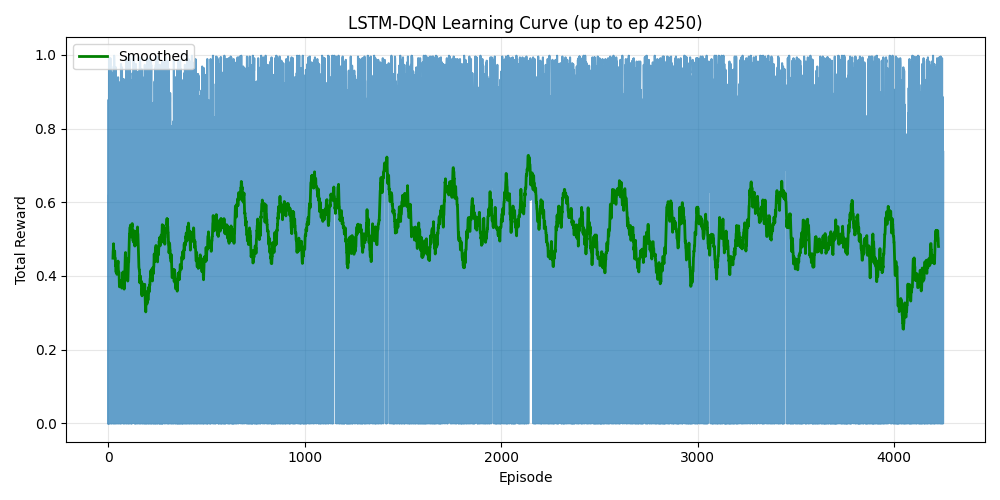 LSTM-DQN Learning Curve (up to ep 4250)
Smoothed
Total Reward
1.0
0.8
0.6
0.4
0.2
0.0
0 1000 2000 3000 4000
Episode